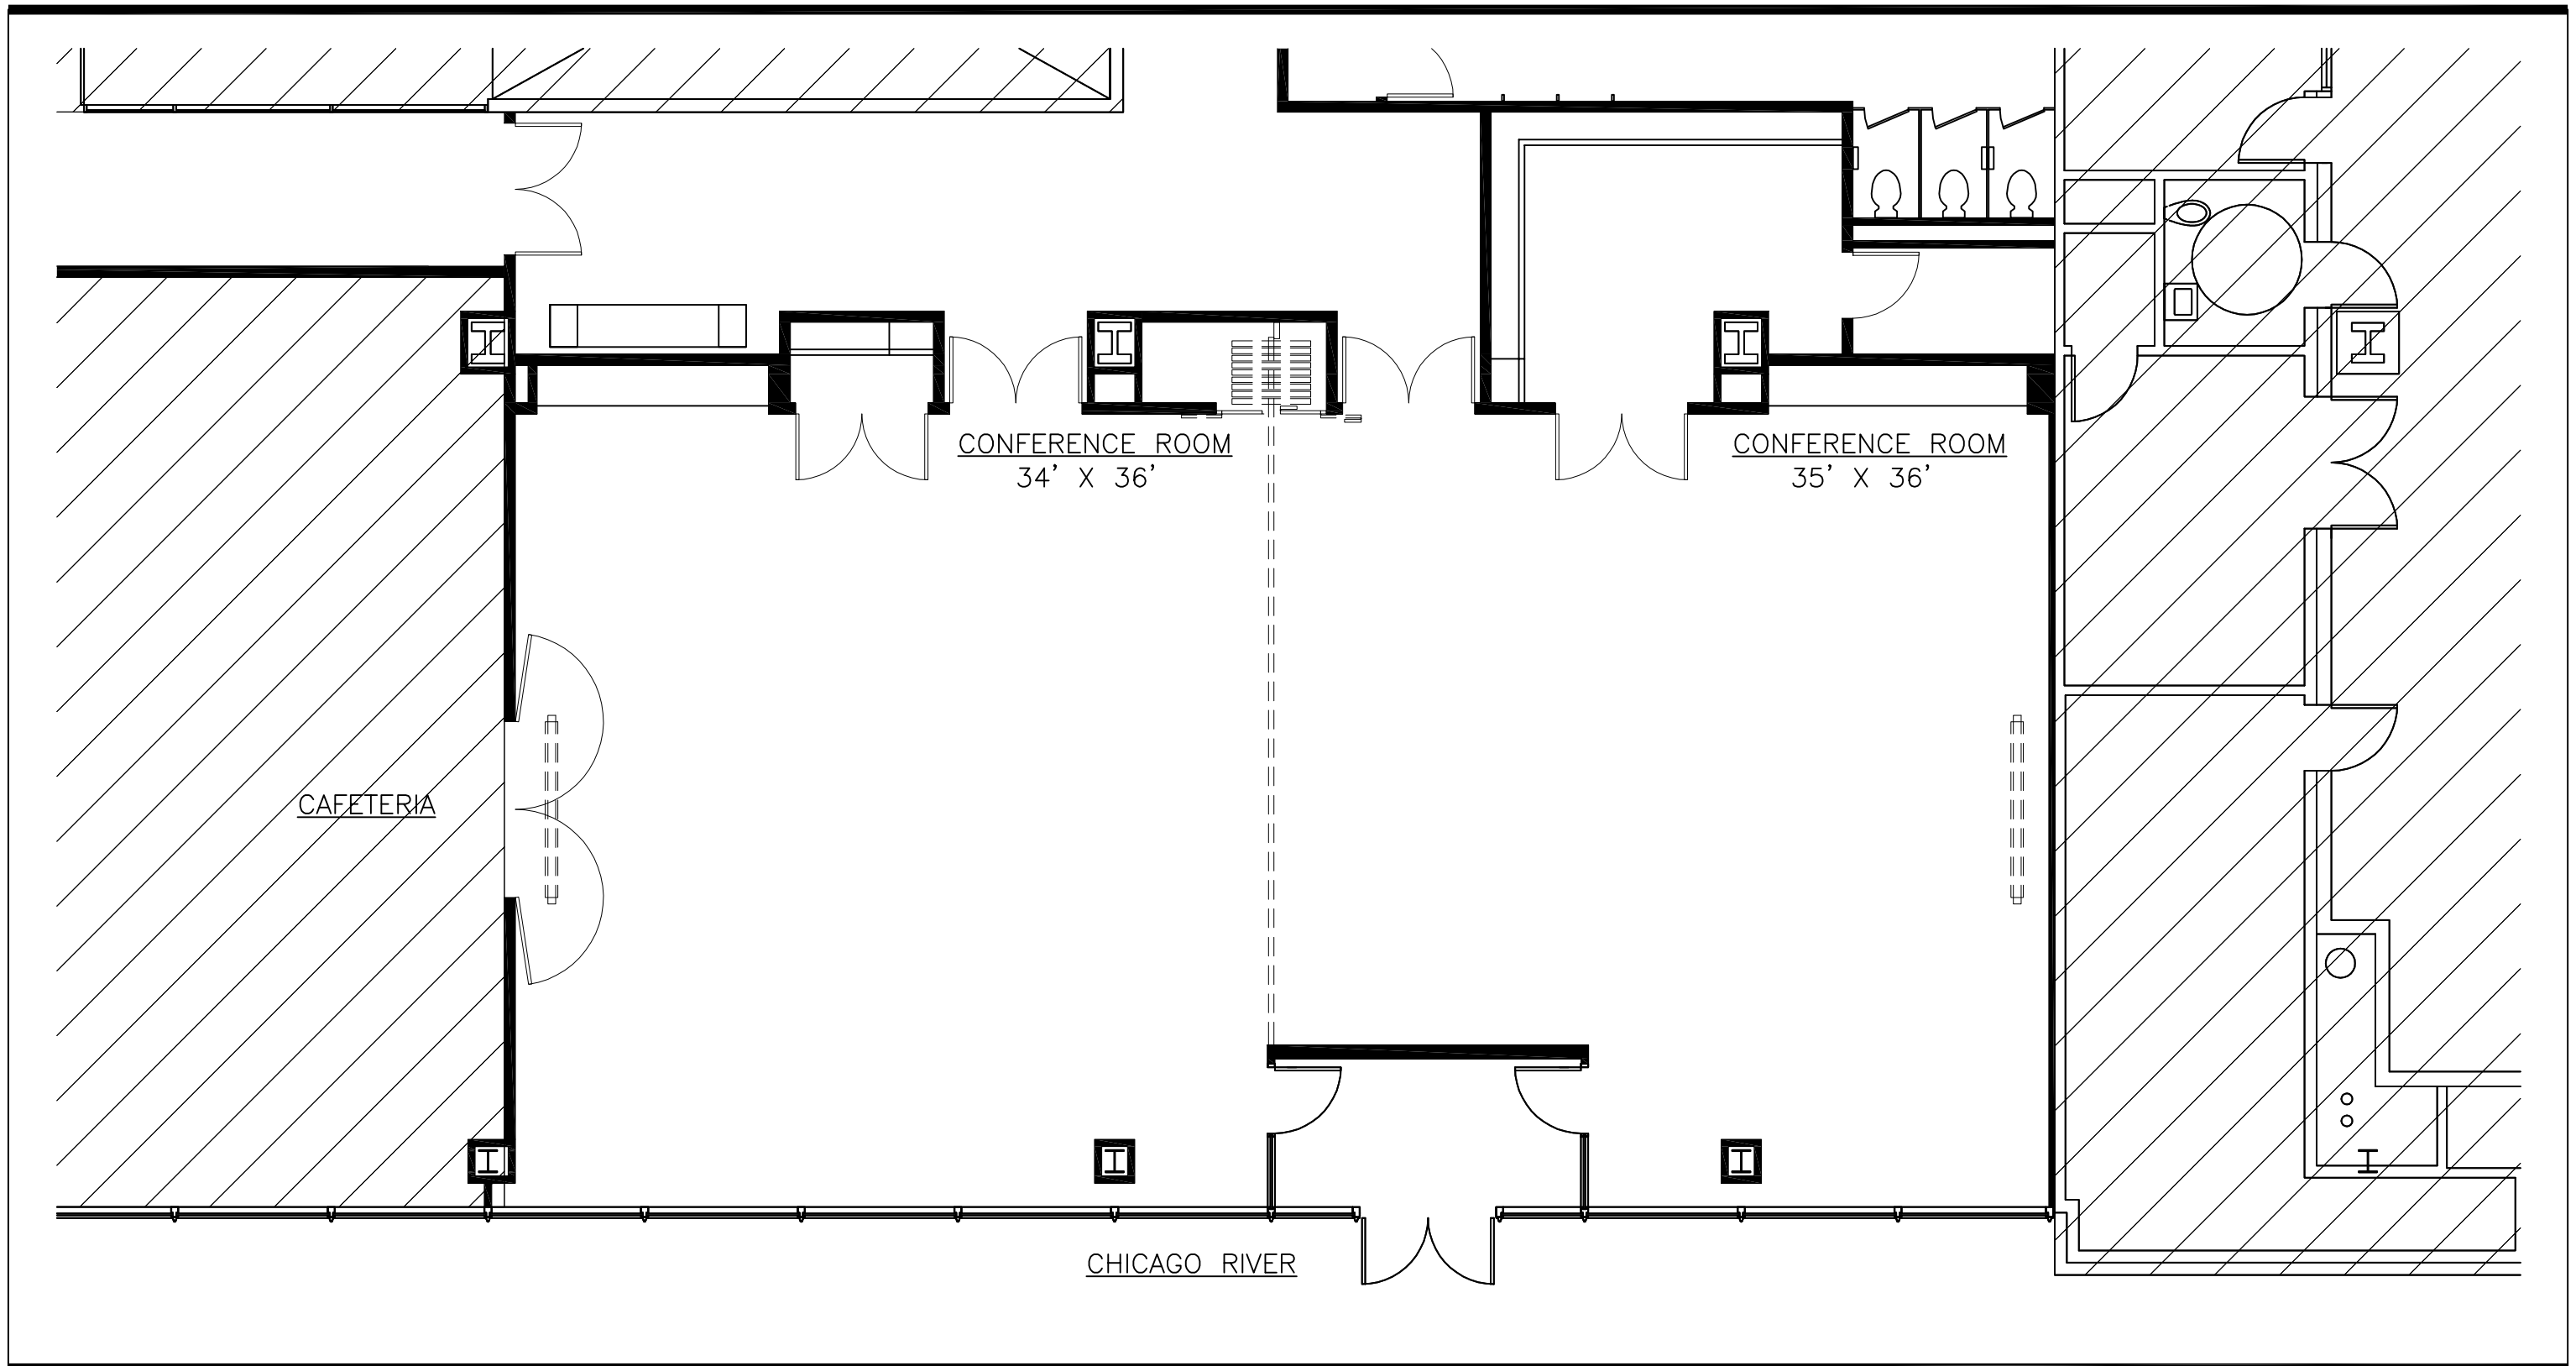 CONFERENCE ROOM
34' X 36'
CONFERENCE ROOM
35' X 36'
CAFETERIA
CHICAGO RIVER